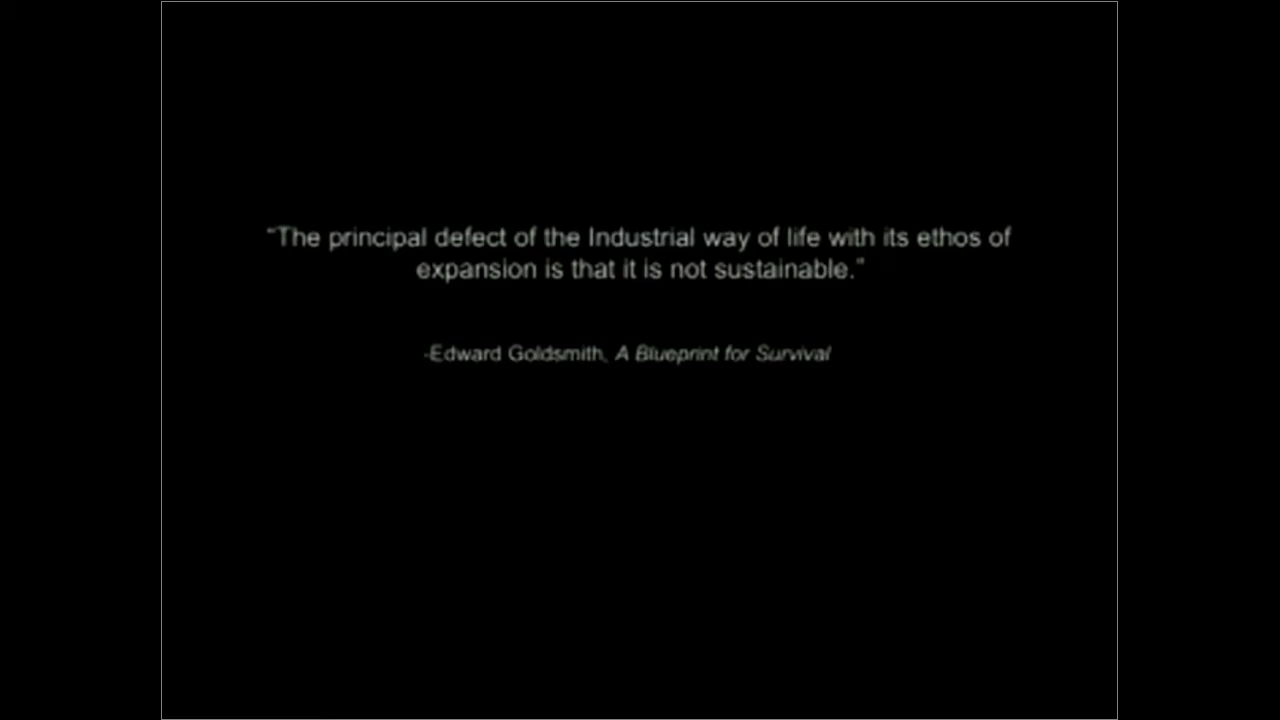 "The principal defect of the Industrial way of life with its ethos of
expansion is that it is not sustainable."
-Edward Goldsmith, A Blueprint for Survival